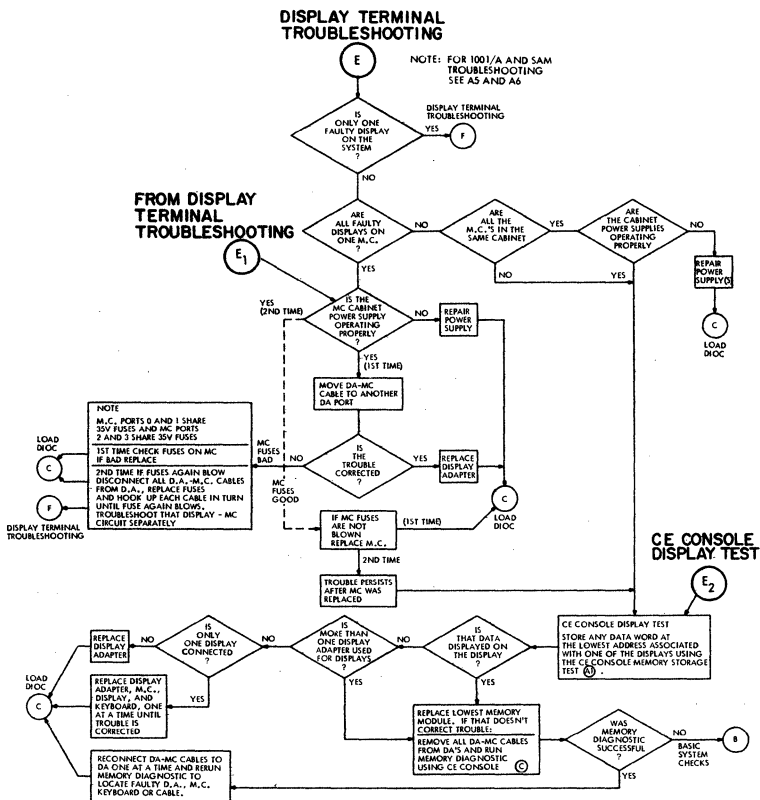 DISPLAY TERMINAL
TROUBLESHOOTING
E
NOTE: FOR 1001/A AND SAM
TROUBLESHOOTING
SEE A5 AND A6
IS
ONLY ONE
FAULTY DISPLAY
ON THE
SYSTEM
?
YES
DISPLAY TERMINAL
TROUBLESHOOTING
F
NO
FROM DISPLAY
TERMINAL
TROUBLESHOOTING
E1
ARE
ALL FAULTY
DISPLAYS ON
ONE M.C.
?
NO
ARE
ALL THE
M.C.'S IN THE
SAME CABINET
YES
ARE
THE CABINET
POWER SUPPLIES
OPERATING
PROPERLY
NO
REPAIR
POWER
SUPPLY(S)
C
LOAD
DIOC
NO
YES
YES
YES
(2ND TIME)
IS THE
MC CABINET
POWER SUPPLY
OPERATING
PROPERLY
?
NO
REPAIR
POWER
SUPPLY
YES
(1ST TIME)
MOVE DA-MC
CABLE TO ANOTHER
DA PORT
NOTE
M.C. PORTS 0 AND 1 SHARE
35V FUSES AND MC PORTS
2 AND 3 SHARE 35V FUSES
1ST TIME CHECK FUSES ON MC
IF BAD REPLACE
2ND TIME IF FUSES AGAIN BLOW
DISCONNECT ALL D.A.-M.C. CABLES
FROM D.A., REPLACE FUSES
AND HOOK UP EACH CABLE IN TURN
UNTIL FUSE AGAIN BLOWS.
TROUBLESHOOT THAT DISPLAY - MC
CIRCUIT SEPARATELY
LOAD
DIOC
C
F
DISPLAY TERMINAL
TROUBLESHOOTING
MC
FUSES
BAD
NO
MC
FUSES
GOOD
IS
THE TROUBLE
CORRECTED
?
YES
REPLACE
DISPLAY
ADAPTER
C
LOAD
DIOC
IF MC FUSES
ARE NOT
BLOWN
REPLACE M.C.
(1ST TIME)
2ND TIME
TROUBLE PERSISTS
AFTER MC WAS
REPLACED
CE CONSOLE
DISPLAY TEST
E2
CE CONSOLE DISPLAY TEST
STORE ANY DATA WORD AT
THE LOWEST ADDRESS ASSOCIATED
WITH ONE OF THE DISPLAYS USING
THE CE CONSOLE MEMORY STORAGE
TEST A1 .
IS
THAT DATA
DISPLAYED ON
THE DISPLAY
?
NO
YES
IS
MORE THAN
ONE DISPLAY
ADAPTER USED
FOR DISPLAYS
?
NO
YES
IS
ONLY
ONE DISPLAY
CONNECTED
?
NO
YES
REPLACE
DISPLAY
ADAPTER
LOAD
DIOC
C
REPLACE DISPLAY
ADAPTER, M.C.,
DISPLAY, AND
KEYBOARD, ONE
AT A TIME UNTIL
TROUBLE IS
CORRECTED
REPLACE LOWEST MEMORY
MODULE. IF THAT DOESN'T
CORRECT TROUBLE:
REMOVE ALL DA-MC CABLES
FROM DA'S AND RUN
MEMORY DIAGNOSTIC
USING CE CONSOLE C
WAS
MEMORY
DIAGNOSTIC
SUCCESSFUL
?
NO
BASIC
SYSTEM
CHECKS
B
YES
RECONNECT DA-MC CABLES TO
DA ONE AT A TIME AND RERUN
MEMORY DIAGNOSTIC TO
LOCATE FAULTY D.A., M.C.
KEYBOARD OR CABLE.